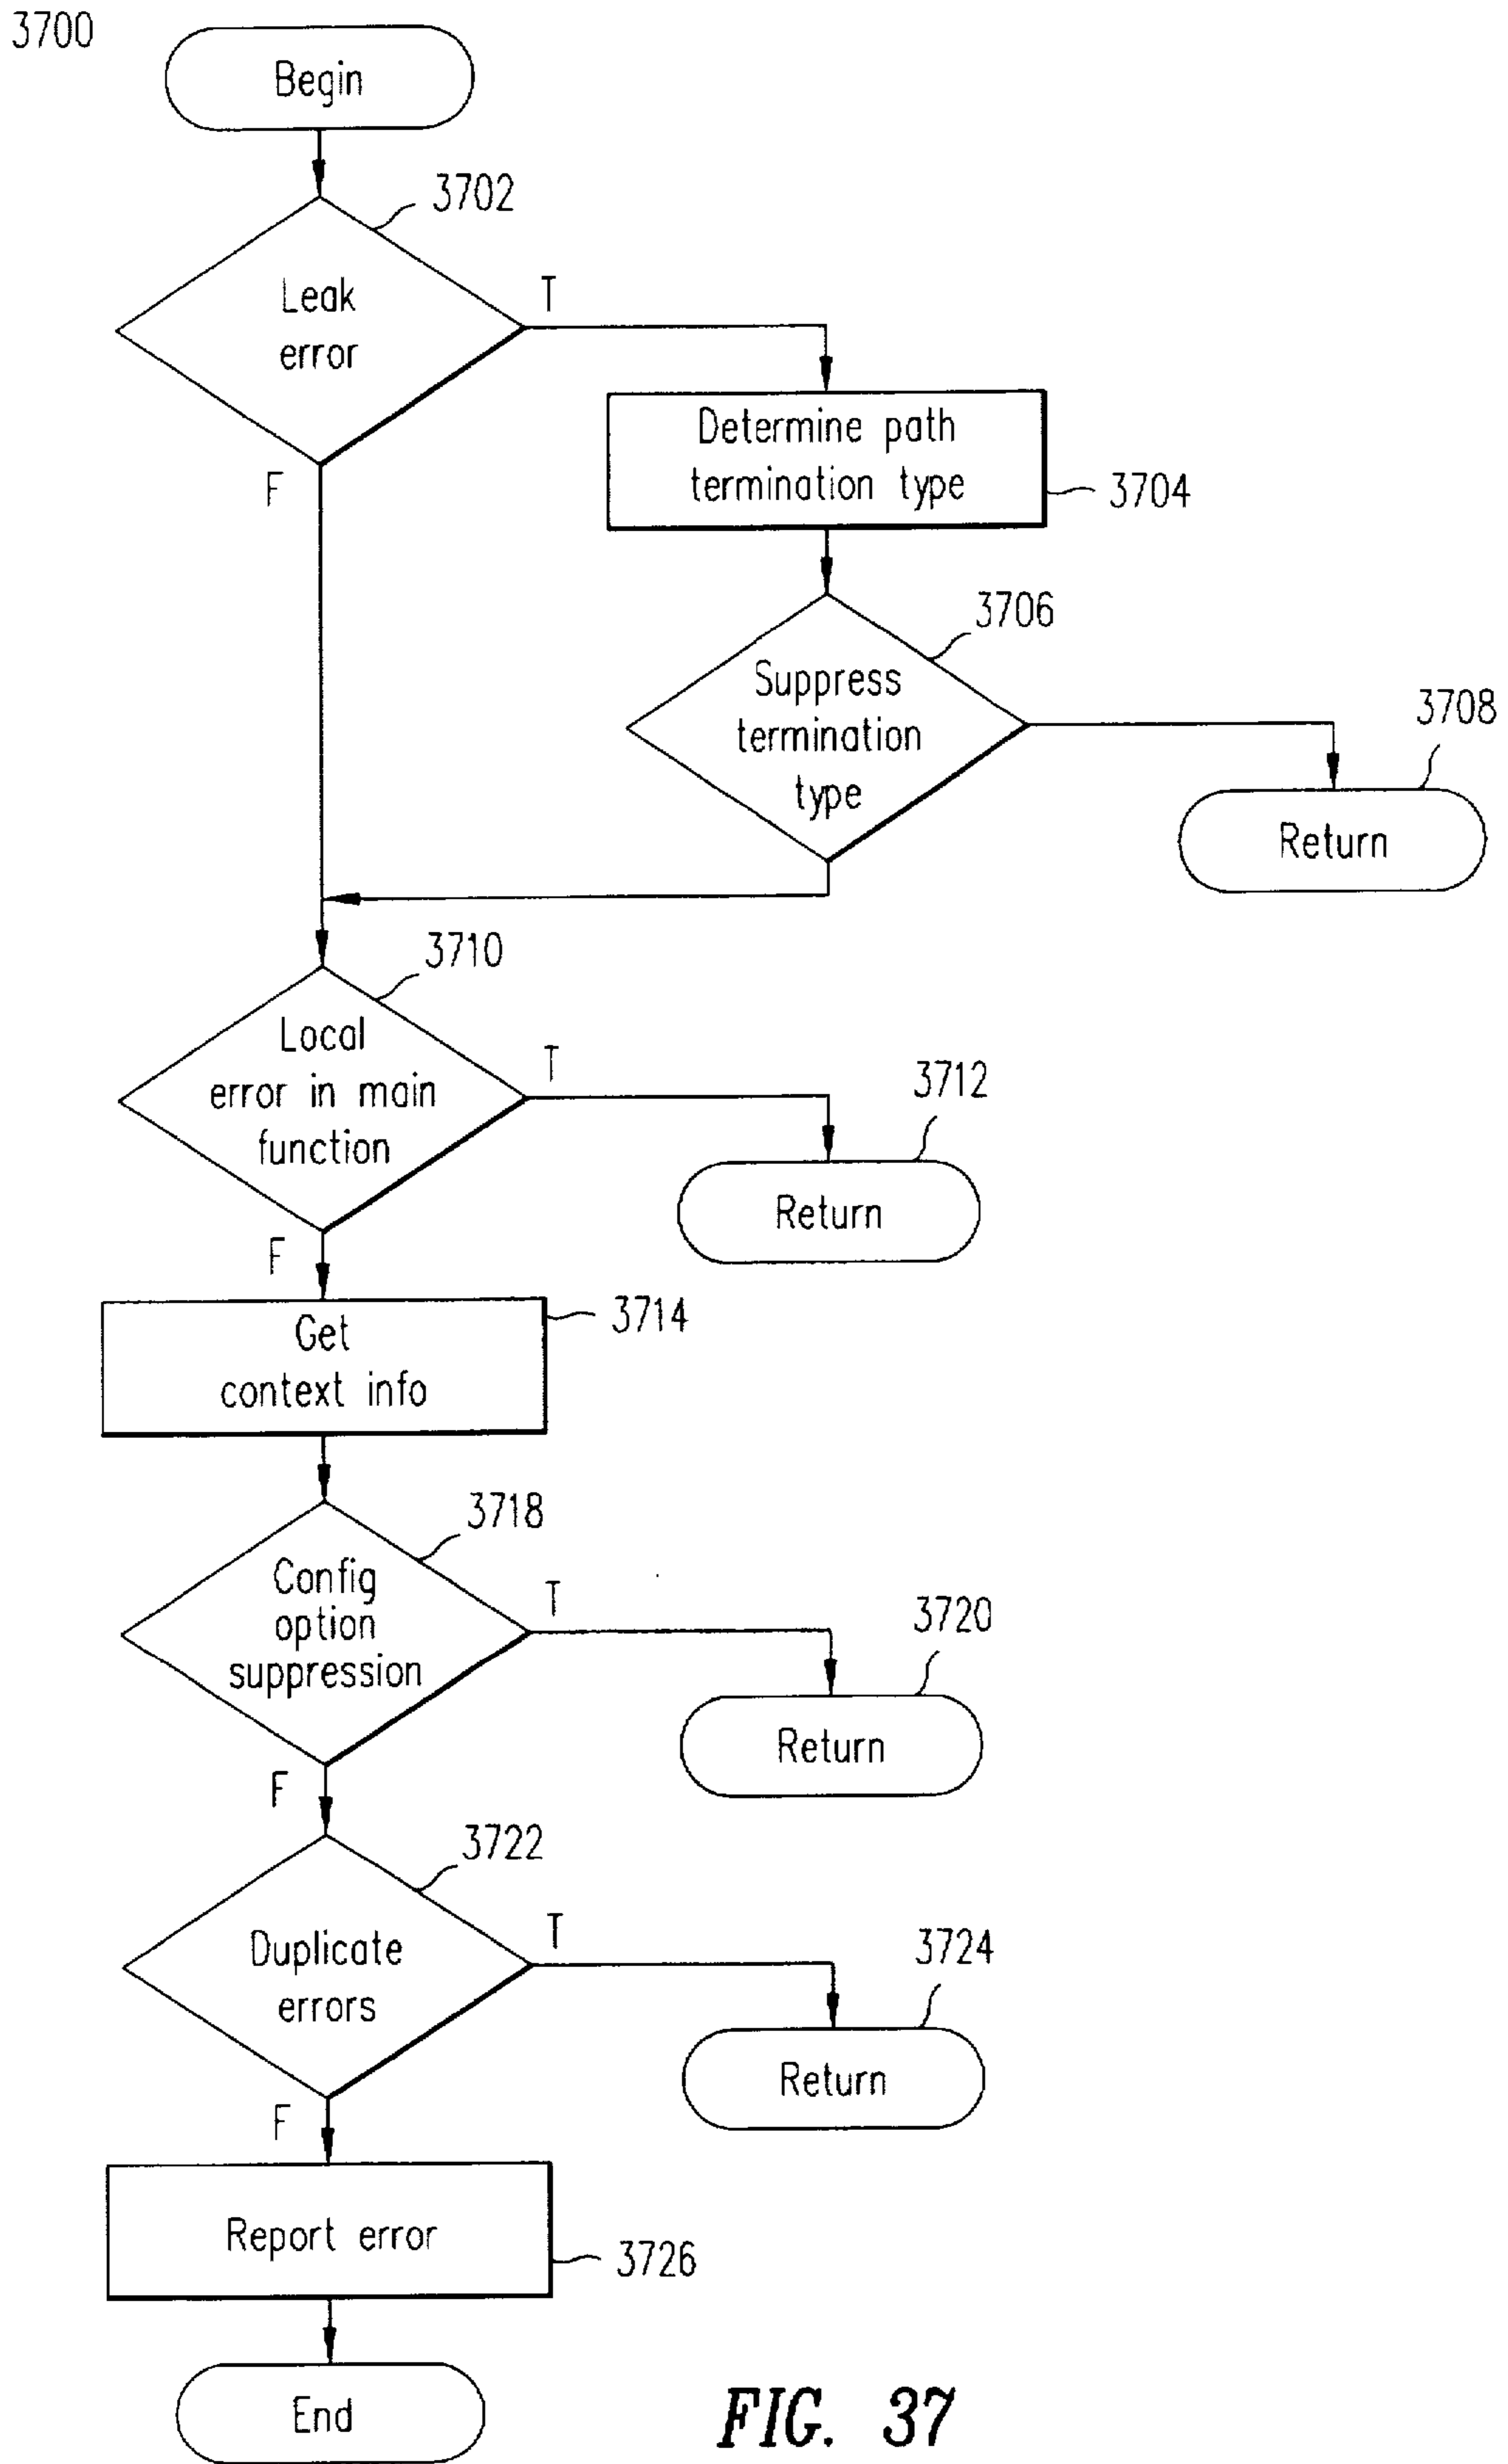 3700
Begin
3702
Leak
error
T
F
Determine path
termination type
3704
3706
Suppress
termination
type
3708
Return
3710
Local
error in main
function
T
3712
Return
F
Get
context info
3714
3718
Config
option
suppression
T
3720
Return
F
3722
Duplicate
errors
T
3724
Return
F
Report error
3726
End
FIG. 37